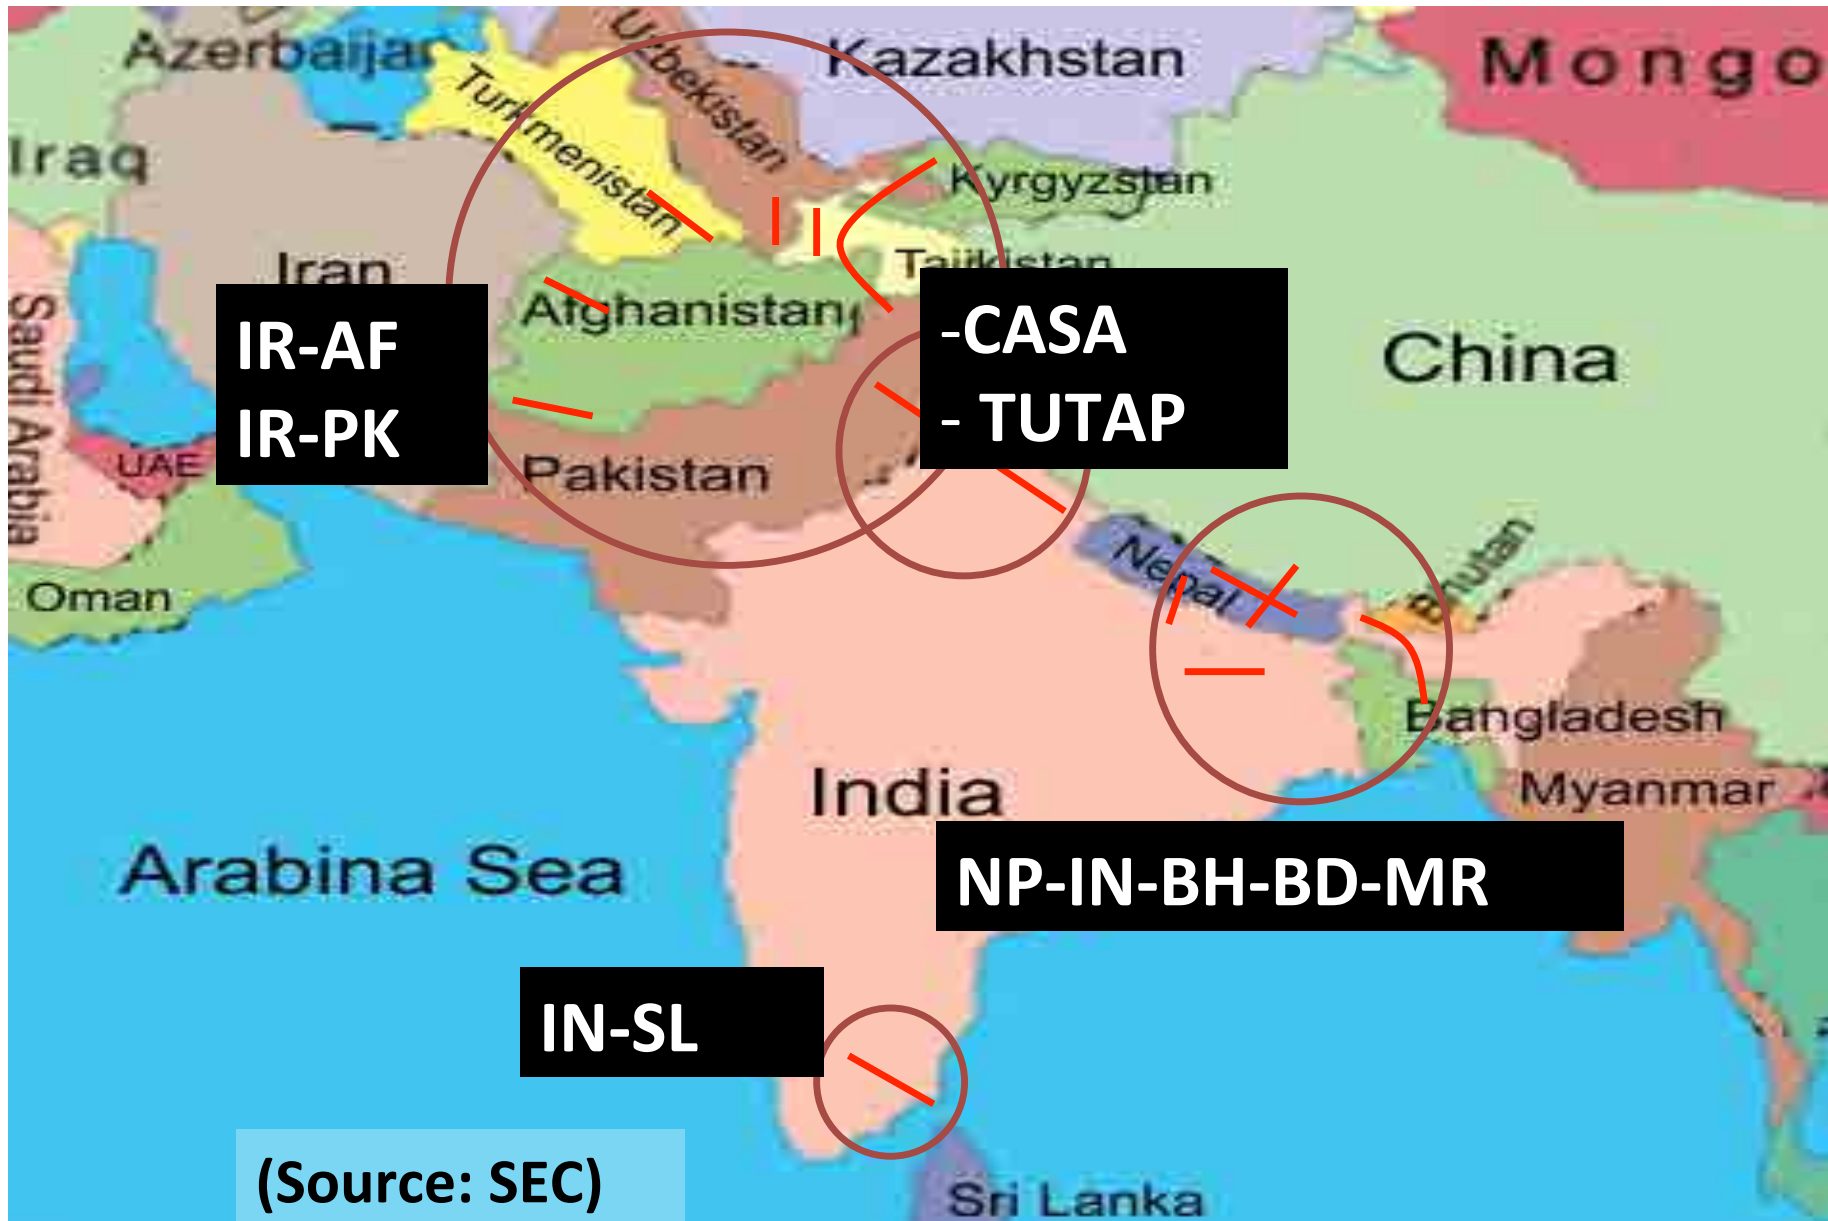 Azerbaijan
Uzbekistan
Kazakhstan
Mongo
Turkmenistan
Iraq
Kyrgyzstan
Tajikistan
Iran
Afghanistan
China
Saudi Arabia
IR-AF
IR-PK
-CASA
- TUTAP
UAE
Pakistan
Oman
Nepal
Bhutan
Bangladesh
India
Myanmar
Arabina Sea
NP-IN-BH-BD-MR
IN-SL
(Source: SEC)
Sri Lanka